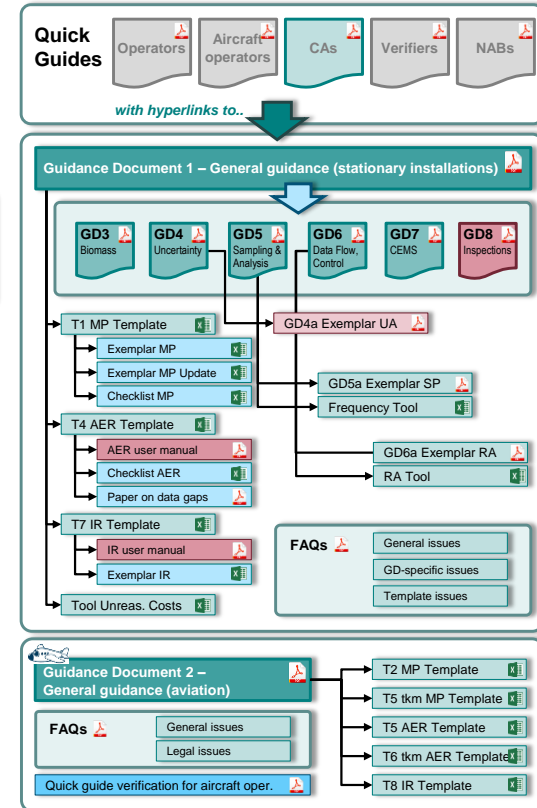 Quick
Guides
Operators
Aircraft
operators
CAs
Verifiers
NABs
with hyperlinks to..
Guidance Document 1 – General guidance (stationary installations)
GD3
Biomass
GD4
Uncertainty
GD5
Sampling &
Analysis
GD6
Data Flow,
Control
GD7
CEMS
GD8
Inspections
T1 MP Template
GD4a Exemplar UA
Exemplar MP
Exemplar MP Update
Checklist MP
GD5a Exemplar SP
Frequency Tool
T4 AER Template
AER user manual
Checklist AER
Paper on data gaps
GD6a Exemplar RA
RA Tool
T7 IR Template
IR user manual
Exemplar IR
Tool Unreas. Costs
FAQs
General issues
GD-specific issues
Template issues
Guidance Document 2 –
General guidance (aviation)
FAQs
General issues
Legal issues
Quick guide verification for aircraft oper.
T2 MP Template
T5 tkm MP Template
T5 AER Template
T6 tkm AER Template
T8 IR Template